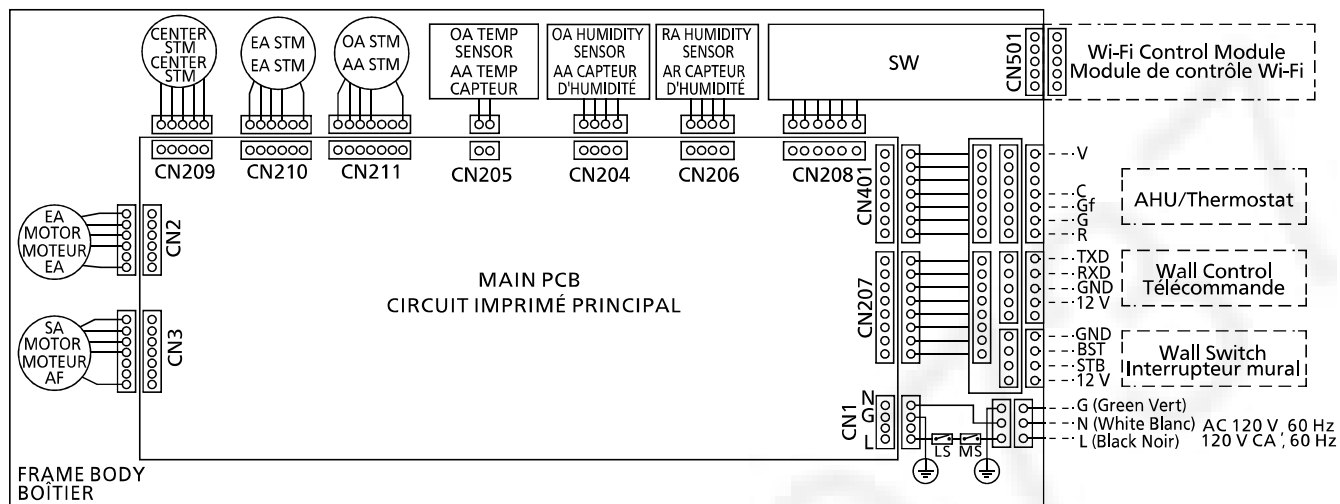 CENTER
STM
CENTER
STM
EA STM
EA STM
OA STM
AA STM
OA TEMP
SENSOR
AA TEMP
CAPTEUR
OA HUMIDITY
SENSOR
AA CAPTEUR
D'HUMIDITÉ
RA HUMIDITY
SENSOR
AR CAPTEUR
D'HUMIDITÉ
SW
CN501
Wi-Fi Control Module
Module de contrôle Wi-Fi
CN209
CN210
CN211
CN205
CN204
CN206
CN208
CN401
V
C
Gf
G
R
AHU/Thermostat
EA
MOTOR
MOTEUR
EA
CN2
MAIN PCB
CIRCUIT IMPRIMÉ PRINCIPAL
CN207
TXD
RXD
GND
12 V
Wall Control
Télécommande
SA
MOTOR
MOTEUR
AF
CN3
GND
BST
STB
12 V
Wall Switch
Interrupteur mural
CN1
N
G
L
LS
MS
G (Green Vert)
N (White Blanc)
L (Black Noir)
AC 120 V, 60 Hz
120 V CA, 60 Hz
FRAME BODY
BOÎTIER